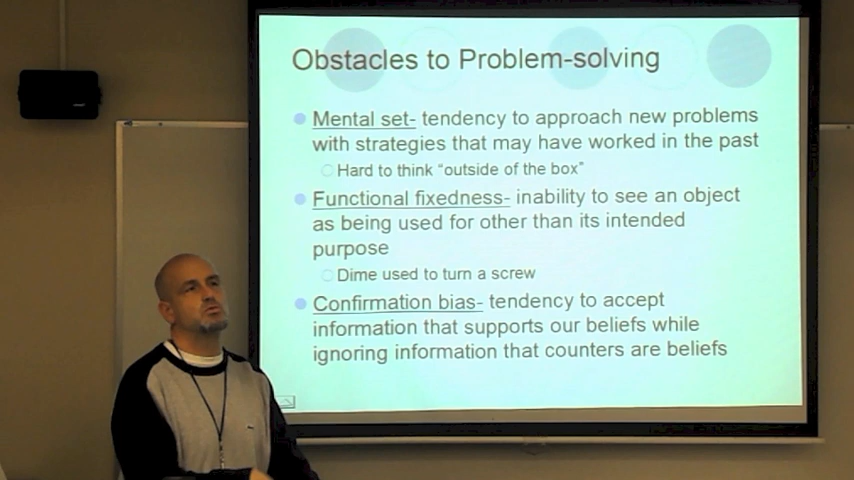 Obstacles to Problem-solving
Mental set- tendency to approach new problems
with strategies that may have worked in the past
Hard to think “outside of the box”
Functional fixedness- inability to see an object
as being used for other than its intended
purpose
Dime used to turn a screw
Confirmation bias- tendency to accept
information that supports our beliefs while
ignoring information that counters are beliefs